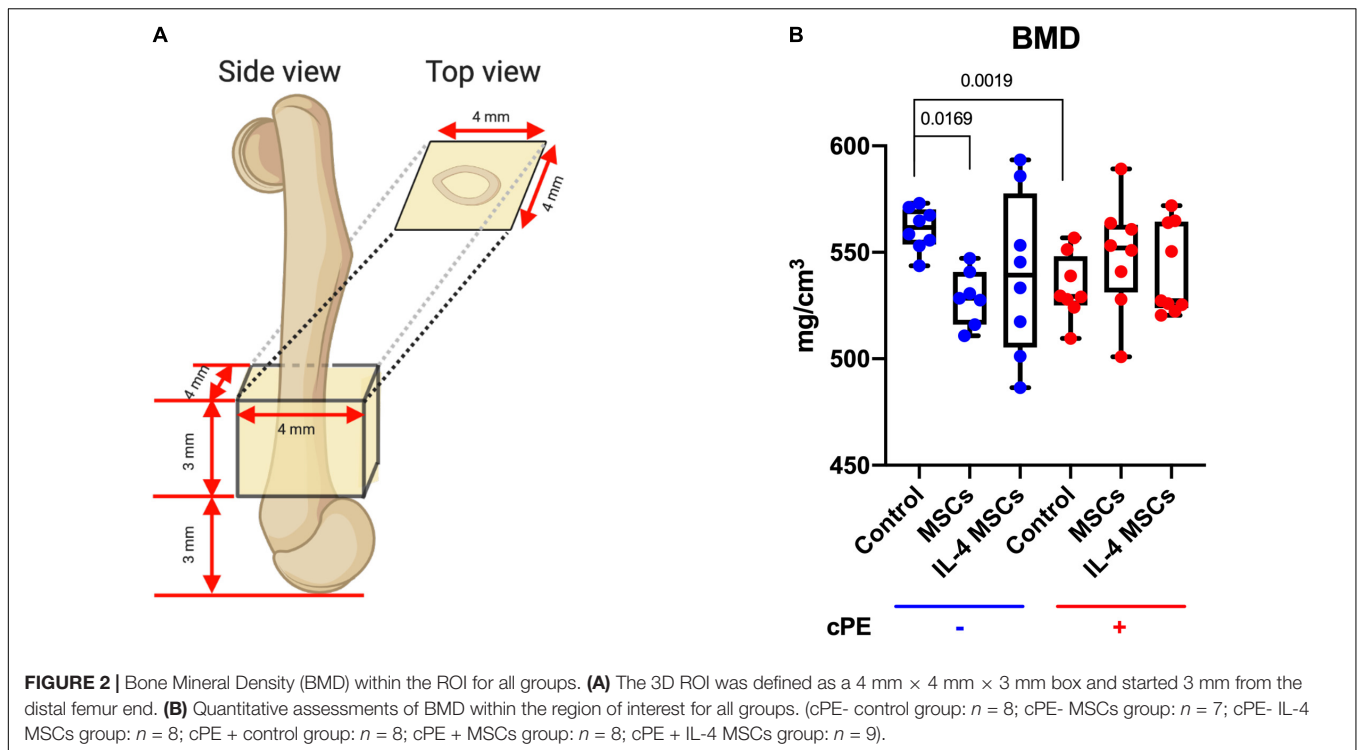 A
Side view
Top view
4 mm
4 mm
4 mm
4 mm
3 mm
3 mm
B
BMD
0.0019
0.0169
600
550
500
450
mg/cm³
Control
MSCs
IL-4 MSCs
Control
MSCs
IL-4 MSCs
cPE
-
+
FIGURE 2 | Bone Mineral Density (BMD) within the ROI for all groups. (A) The 3D ROI was defined as a 4 mm × 4 mm × 3 mm box and started 3 mm from the
distal femur end. (B) Quantitative assessments of BMD within the region of interest for all groups. (cPE- control group: n = 8; cPE- MSCs group: n = 7; cPE- IL-4
MSCs group: n = 8; cPE + control group: n = 8; cPE + MSCs group: n = 8; cPE + IL-4 MSCs group: n = 9).